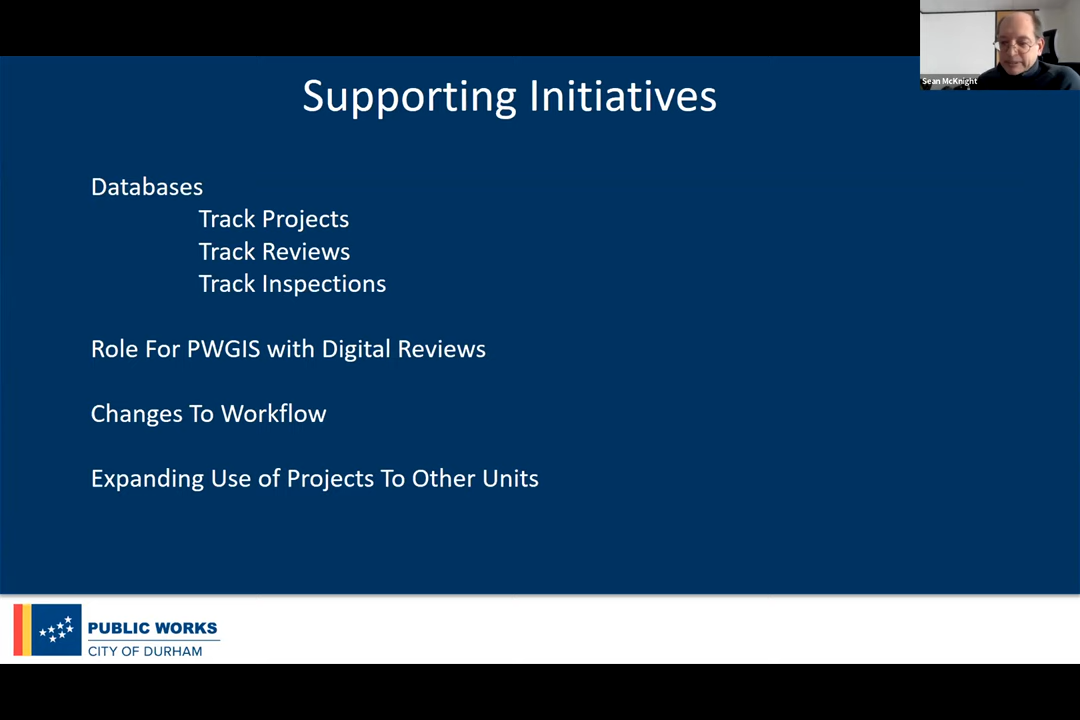 Sean McKnight
Supporting Initiatives
Databases
Track Projects
Track Reviews
Track Inspections
Role For PWGIS with Digital Reviews
Changes To Workflow
Expanding Use of Projects To Other Units
PUBLIC WORKS
CITY OF DURHAM